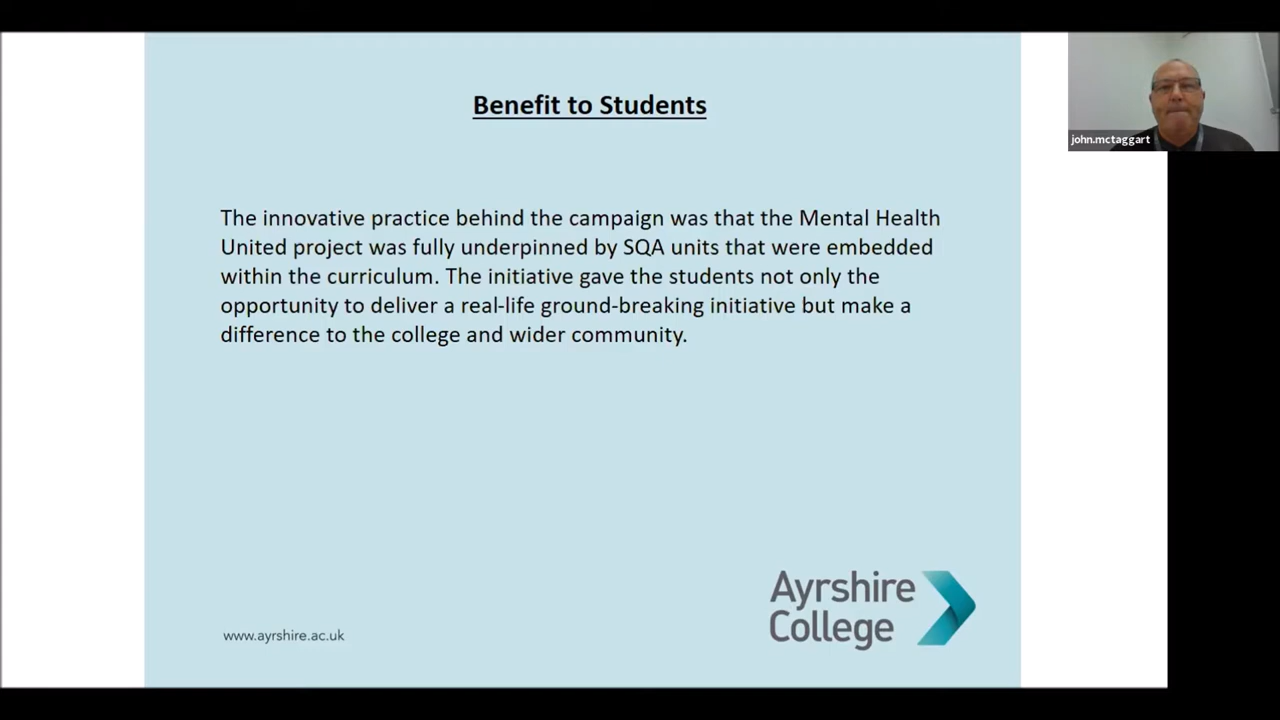 Benefit to Students
john.mctaggart
The innovative practice behind the campaign was that the Mental Health
United project was fully underpinned by SQA units that were embedded
within the curriculum. The initiative gave the students not only the
opportunity to deliver a real-life ground-breaking initiative but make a
difference to the college and wider community.
Ayrshire
College
www.ayrshire.ac.uk